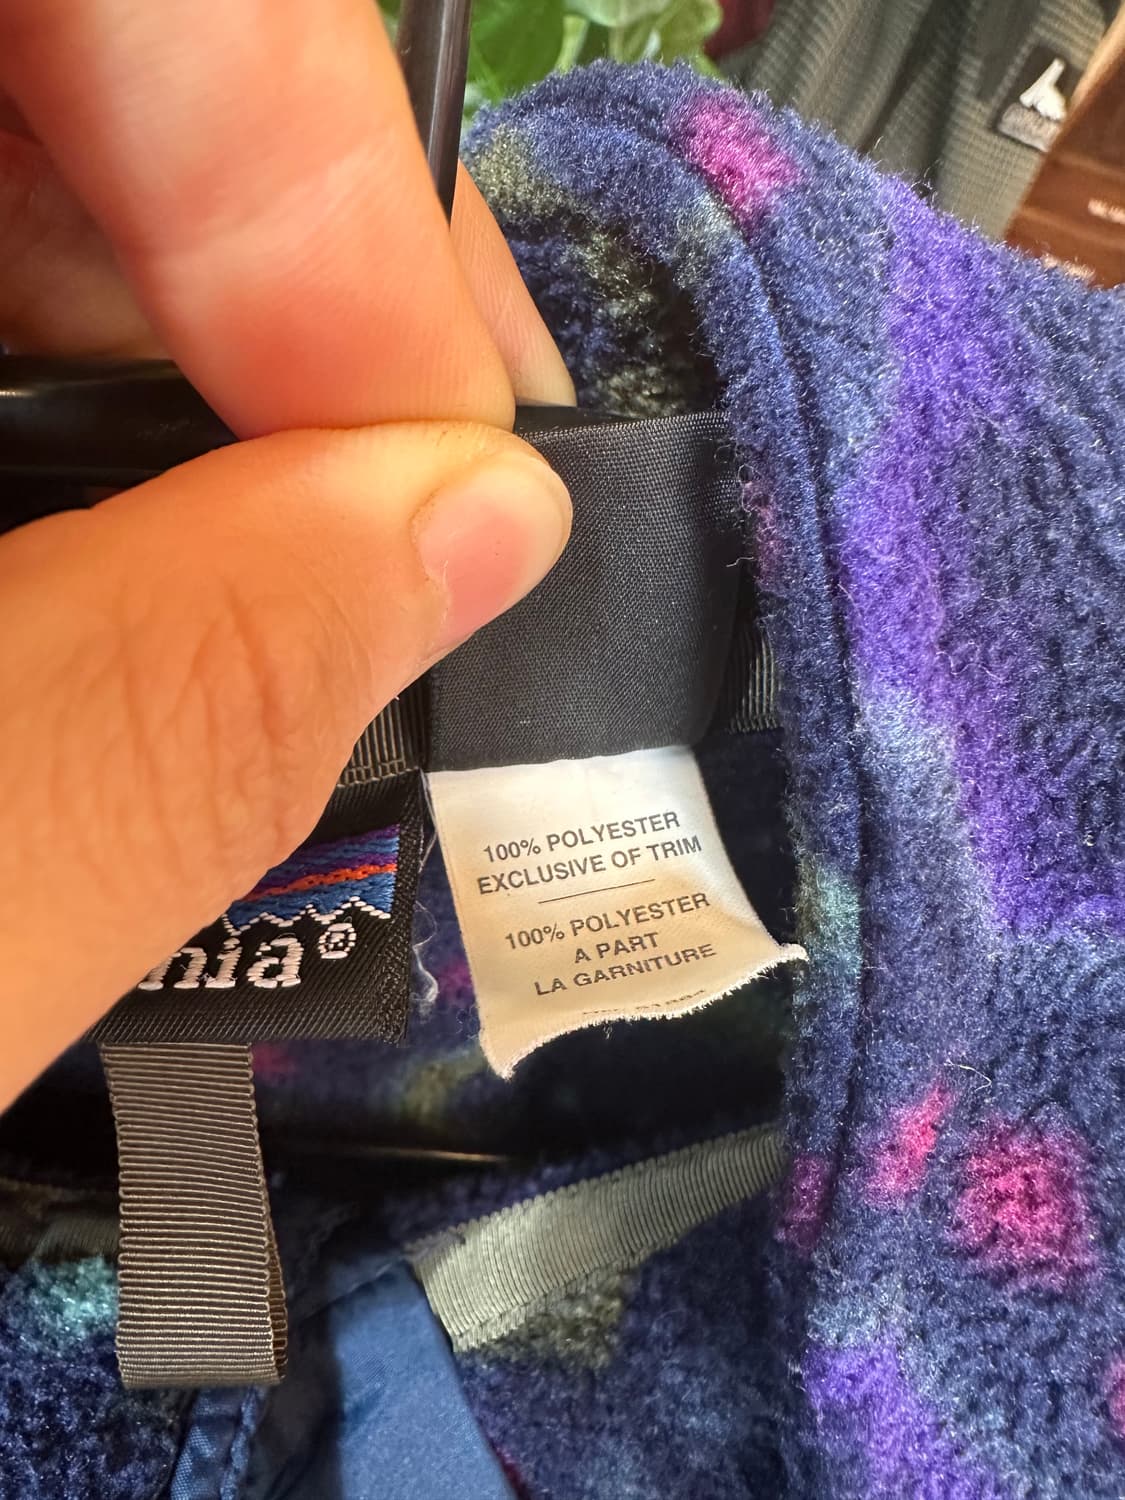 100% POLYESTER
EXCLUSIVE OF TRIM
100% POLYESTER
A PART
LA GARNITURE
nia®